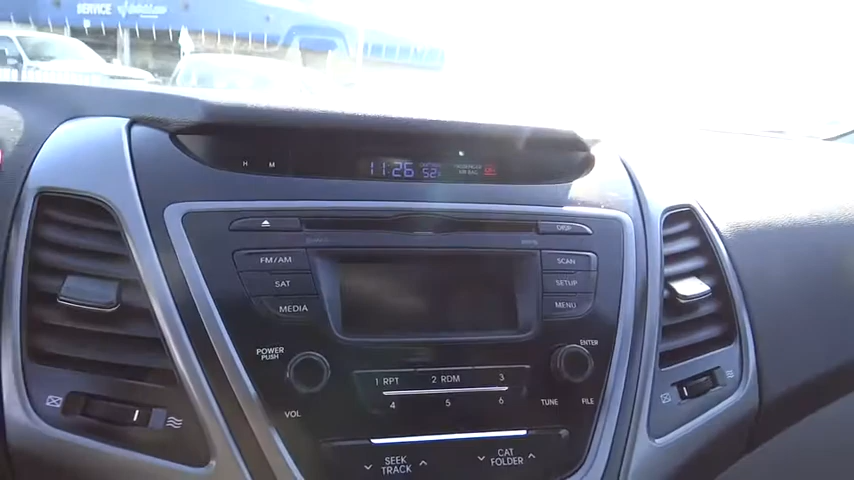 SERVICE
H M
11:26
52°
PASSENGER
AIR BAG
DISP
FM/AM
SAT
MEDIA
SCAN
SETUP
MENU
POWER
PUSH
VOL
ENTER
TUNE
FILE
1 RPT
2 RDM
3
4
5
6
SEEK
TRACK
CAT
FOLDER